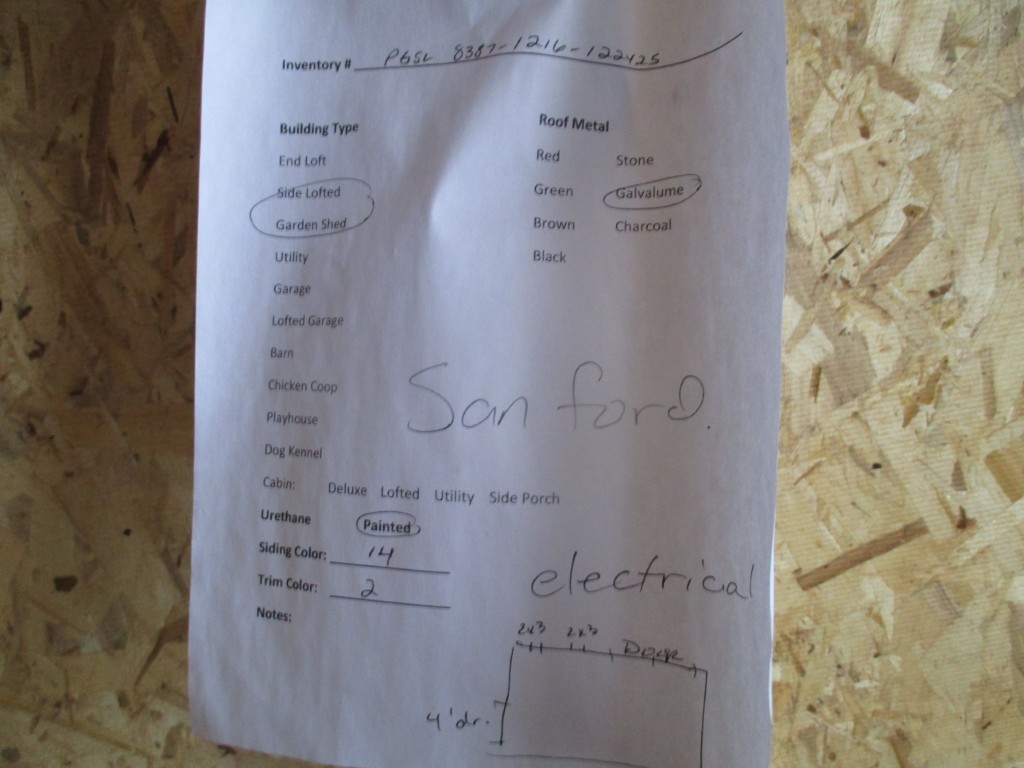 Inventory # PGSL 8387-1216-122425
Building Type
End Loft
Side Lofted
Garden Shed
Utility
Garage
Lofted Garage
Barn
Chicken Coop
Playhouse
Dog Kennel
Cabin: Deluxe Lofted Utility Side Porch
Roof Metal
Red Stone
Green Galvalume
Brown Charcoal
Black
Sanford.
Urethane Painted
Siding Color: 14
Trim Color: 2
Notes:
electrical
2x3 2x3 Door
4' dr.